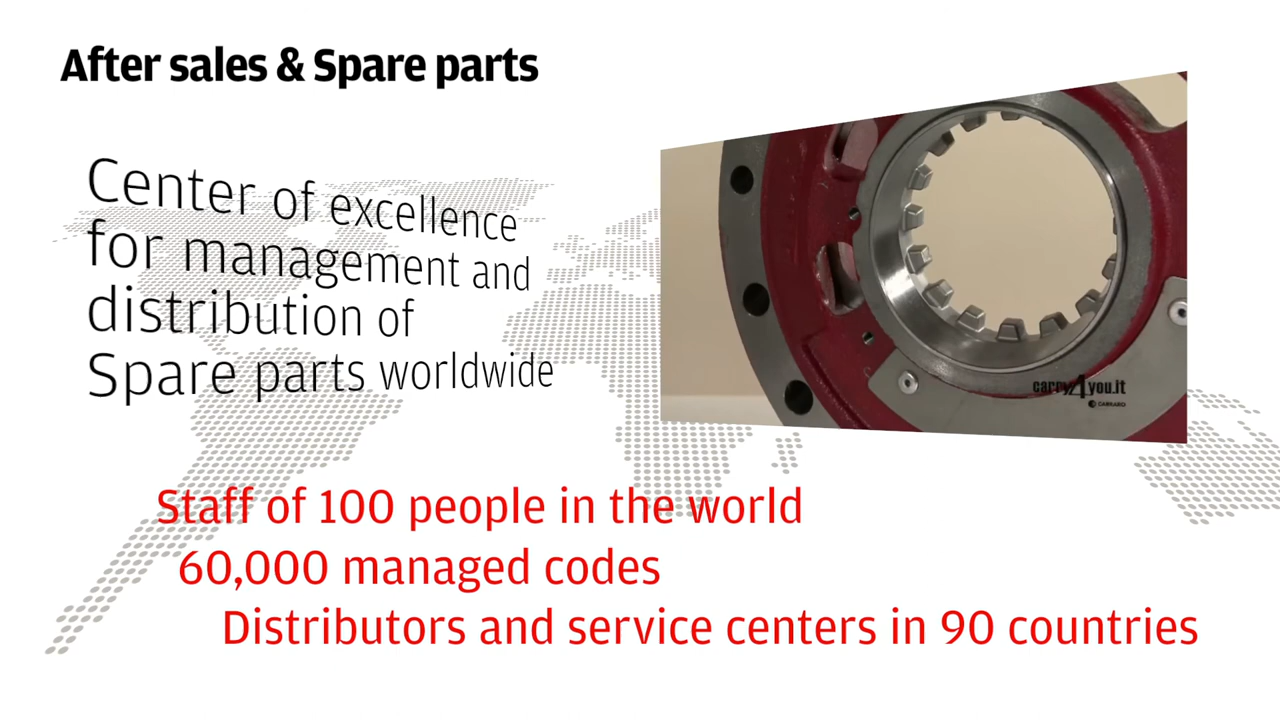 After sales & Spare parts
Center of excellence
for management and
distribution of
Spare parts worldwide
carry4you.it
CARRARO
Staff of 100 people in the world
60,000 managed codes
Distributors and service centers in 90 countries